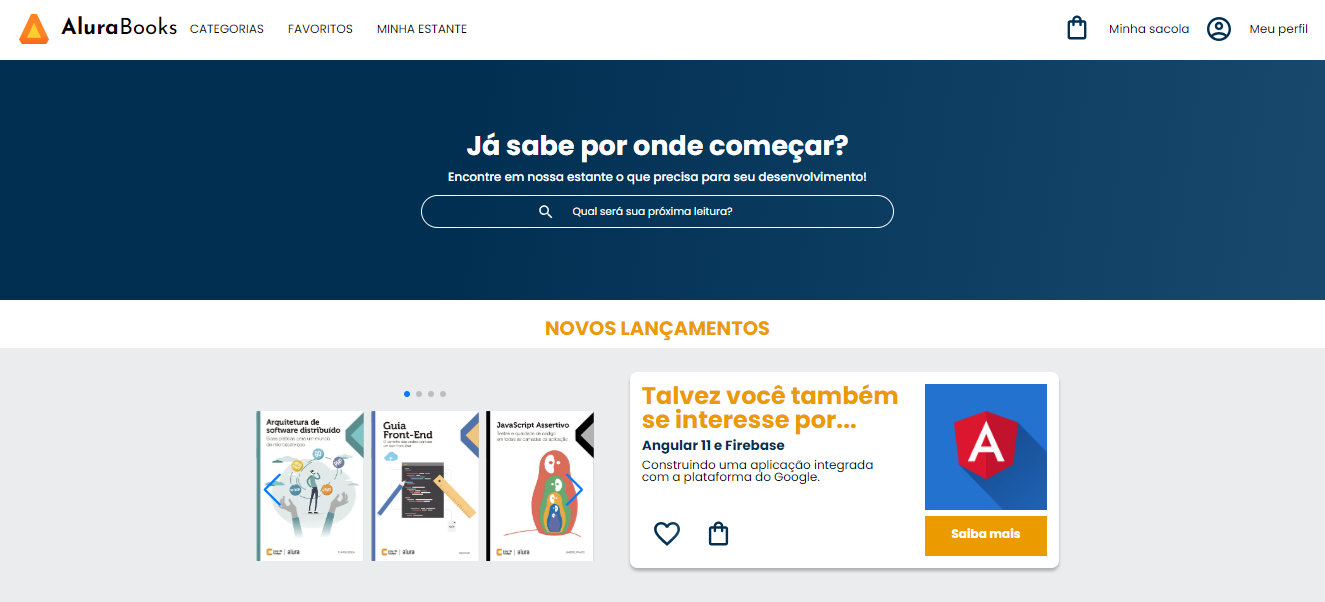 AluraBooks
CATEGORIAS
FAVORITOS
MINHA ESTANTE
Minha sacola
Meu perfil
Já sabe por onde começar?
Encontre em nossa estante o que precisa para seu desenvolvimento!
Qual será sua próxima leitura?
NOVOS LANÇAMENTOS
Arquitetura de
software distribuído
Boas práticas para um mundo
de microsserviços
alura
Guia
Front-End
O caminho das pedras para ser
um dev Front-End
alura
JavaScript Assertivo
Testes e qualidade de código
em todas as camadas da aplicação
alura
Talvez você também
se interesse por...
Angular 11 e Firebase
Construindo uma aplicação integrada
com a plataforma do Google.
A
Saiba mais